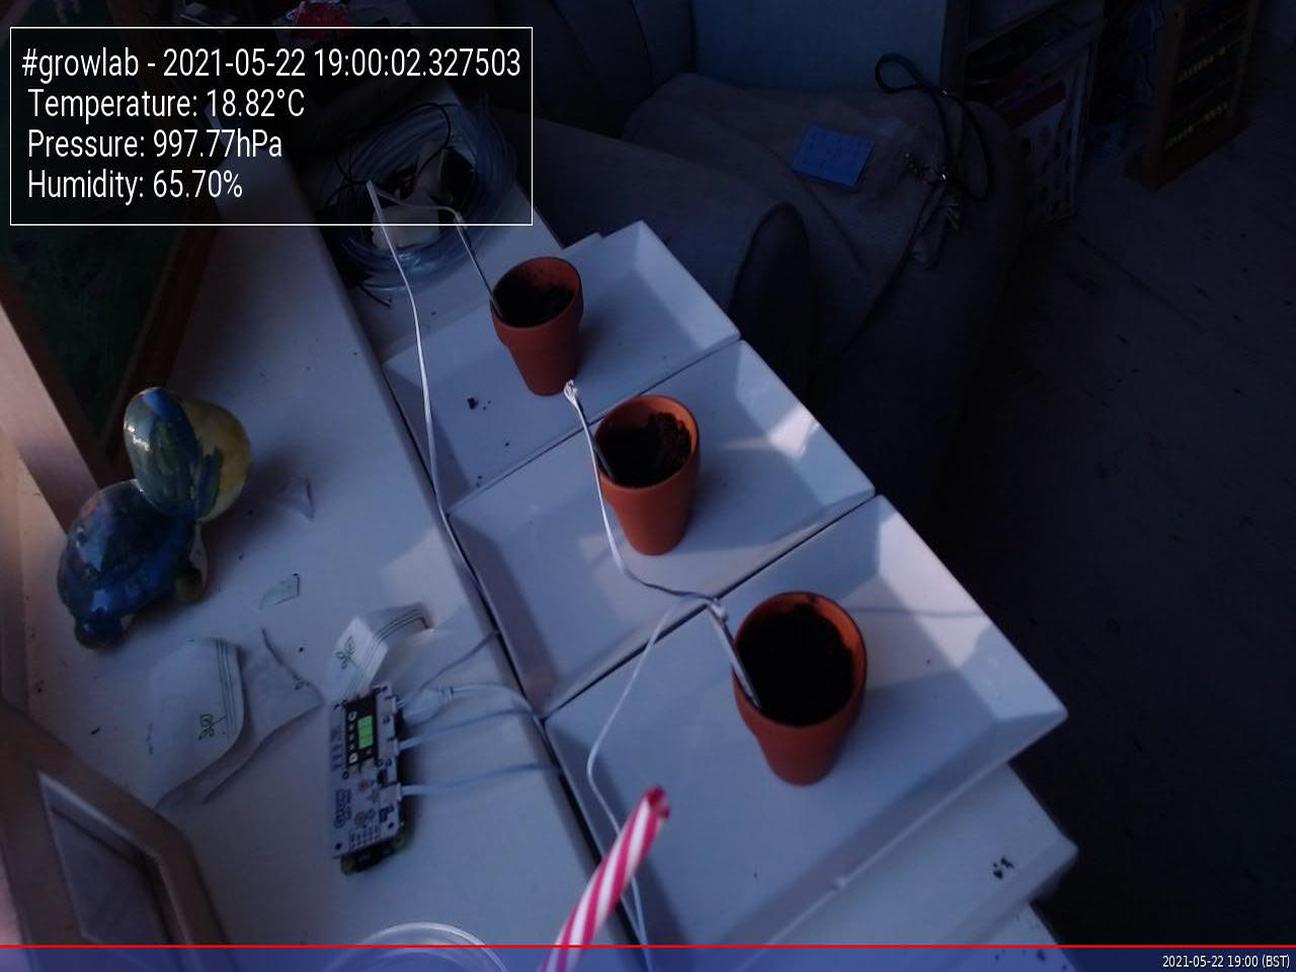 #growlab - 2021-05-22 19:00:02.327503
Temperature: 18.82°C
Pressure: 997.77hPa
Humidity: 65.70%
2021-05-22 19:00 (BST)